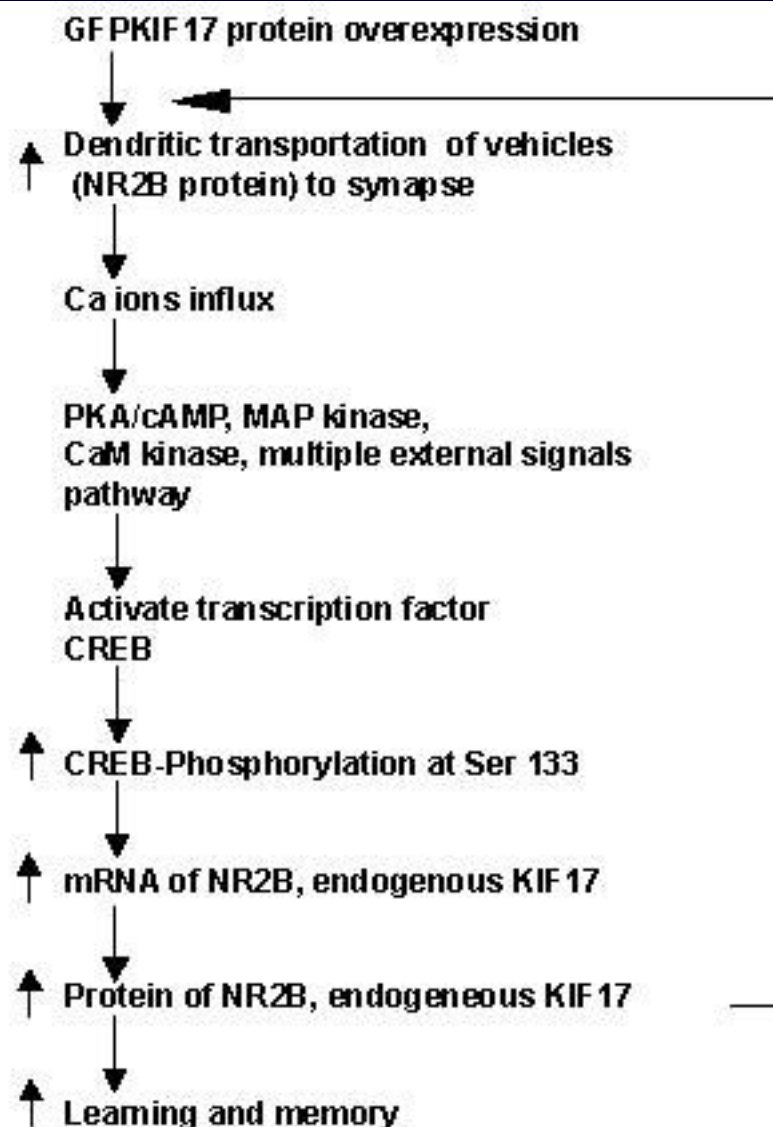 GFPKIF17 protein overexpression
Dendritic transportation of vehicles
(NR2B protein) to synapse
Ca ions influx
PKA/cAMP, MAP kinase,
CaM kinase, multiple external signals
pathway
Activate transcription factor
CREB
CREB-Phosphorylation at Ser 133
mRNA of NR2B, endogenous KIF17
Protein of NR2B, endogeneous KIF17
Learning and memory